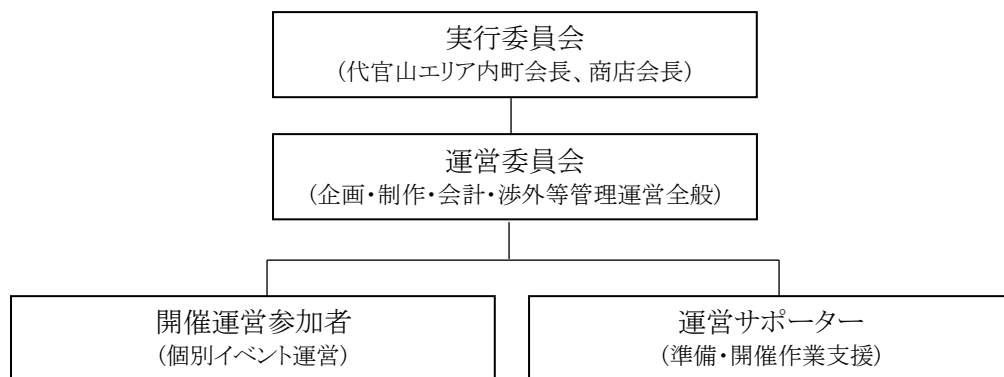 実行委員会
(代官山エリア内町会長、商店会長)
運営委員会
(企画・制作・会計・渉外等管理運営全般)
開催運営参加者
(個別イベント運営)
運営サポーター
(準備・開催作業支援)